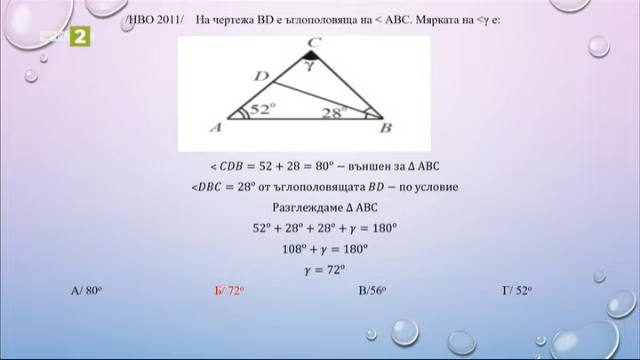 /НВО 2011/ На чертежа BD е ъглополовяща на < ABC. Мярката на <γ е:
2
C
γ
D
52°
28°
A
B
< CDB = 52 + 28 = 80° − външен за Δ ABC
<DBC = 28° от ъглополовящата BD − по условие
Разглеждаме Δ ABC
52° + 28° + 28° + γ = 180°
108° + γ = 180°
γ = 72°
А/ 80° Б/ 72° В/56° Г/ 52°